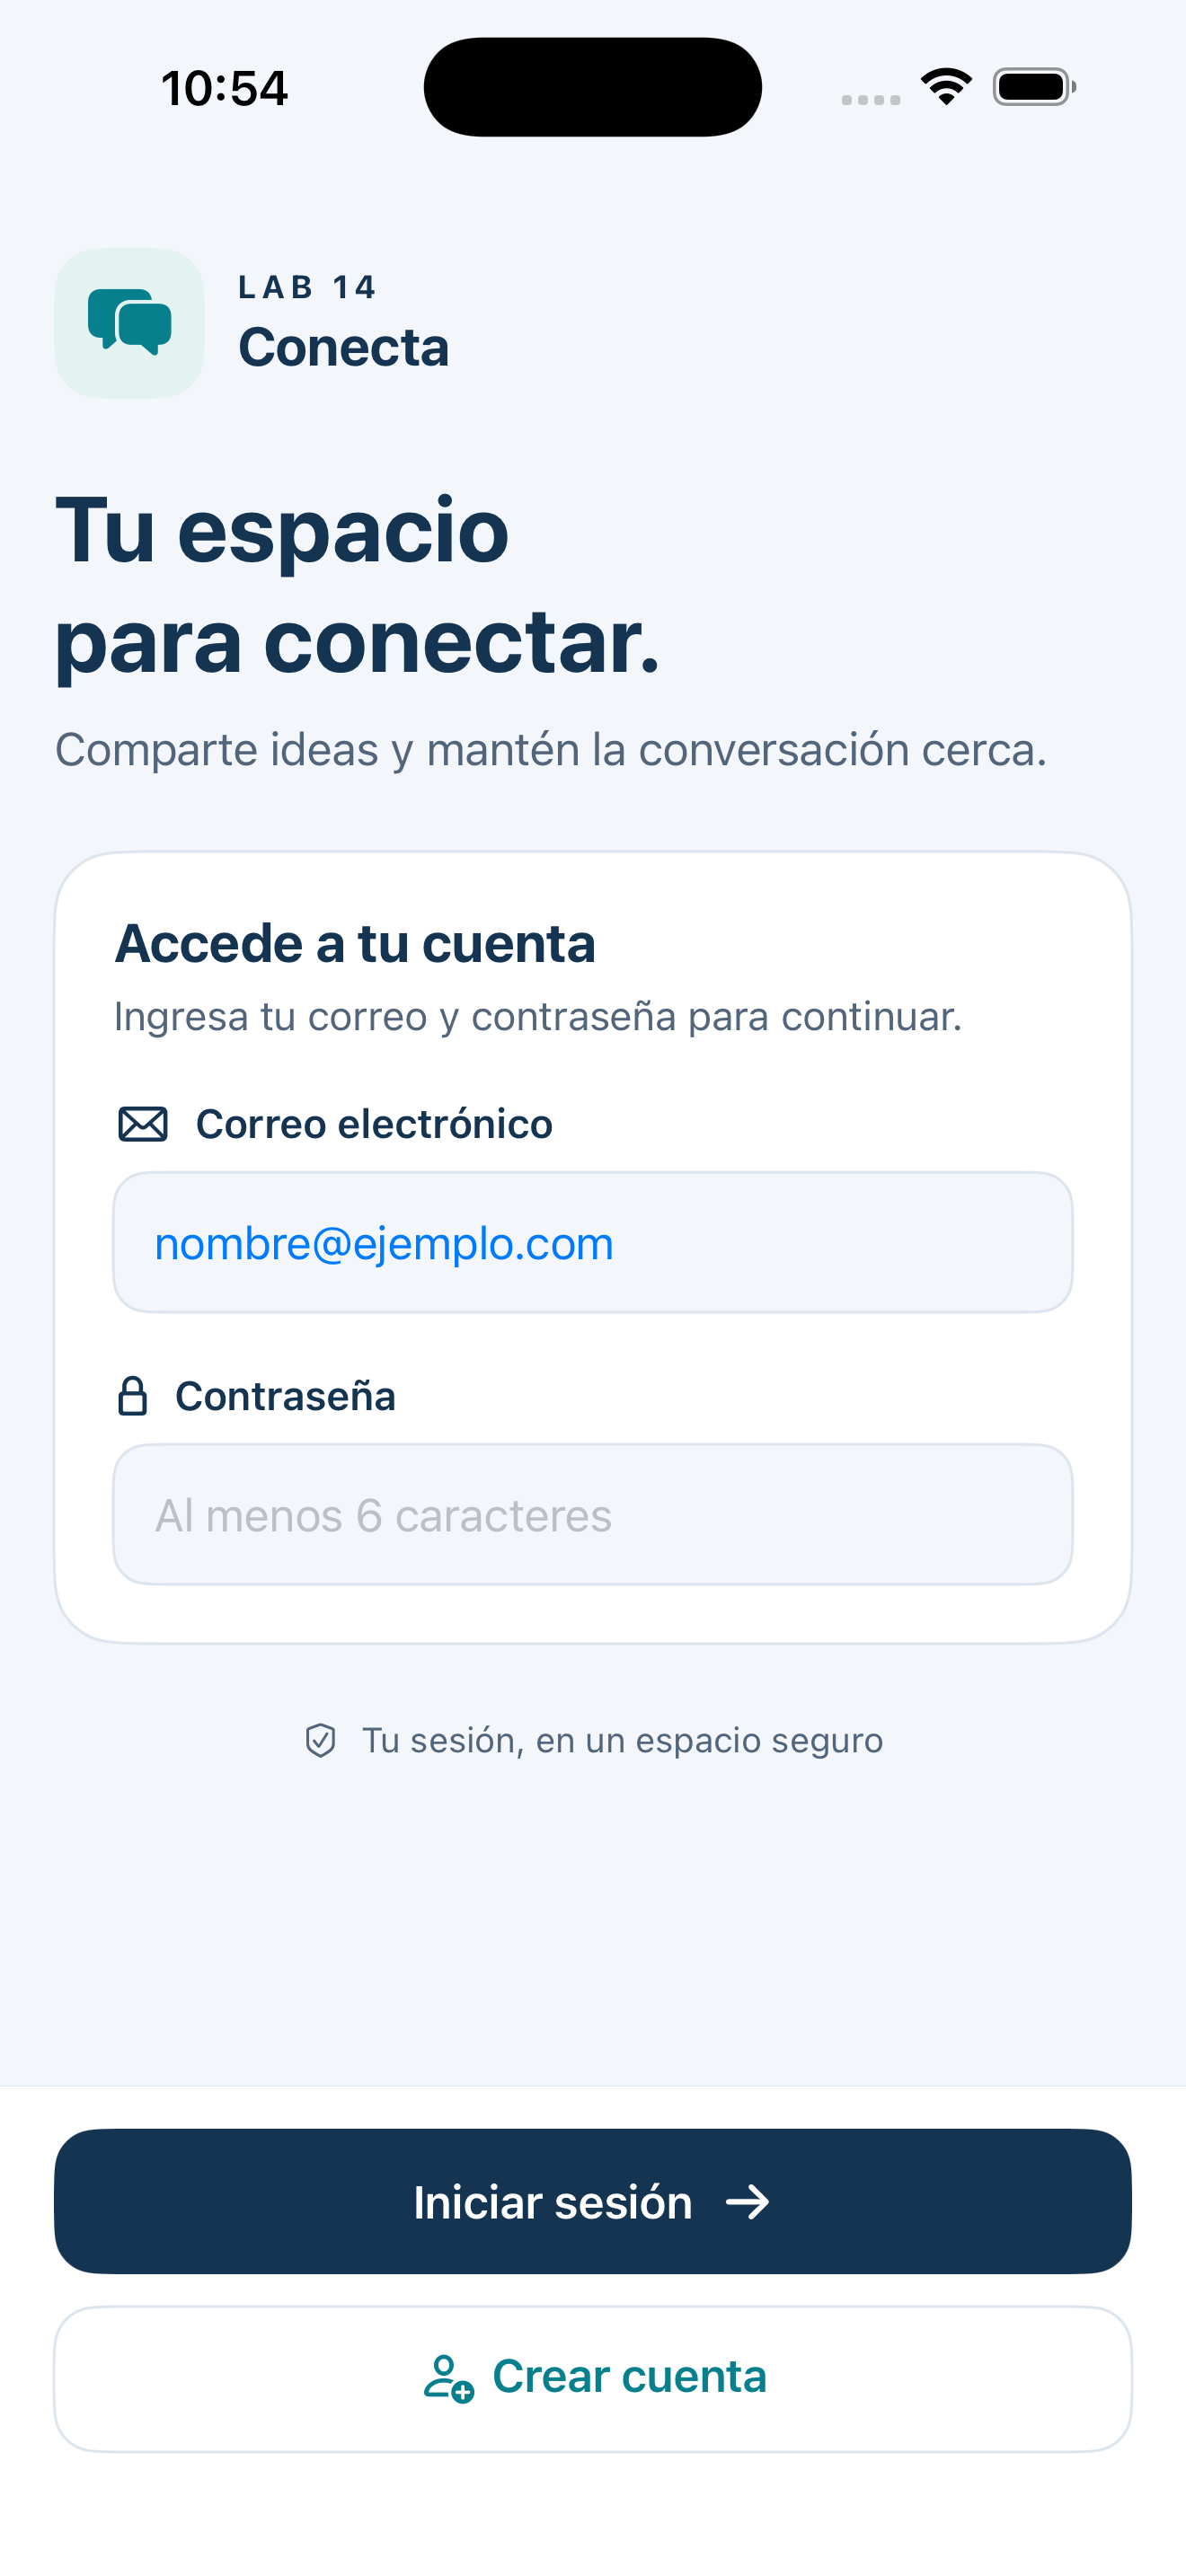 10:54
LAB 14
Conecta
Tu espacio
para conectar.
Comparte ideas y mantén la conversación cerca.
Accede a tu cuenta
Ingresa tu correo y contraseña para continuar.
Correo electrónico
nombre@ejemplo.com
Contraseña
Al menos 6 caracteres
Tu sesión, en un espacio seguro
Iniciar sesión
Crear cuenta